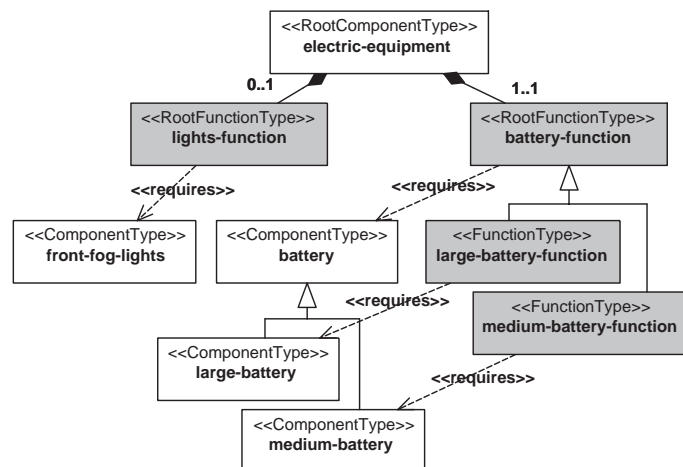 <<RootComponentType>>
electric-equipment
0..1
1..1
<<RootFunctionType>>
lights-function
<<RootFunctionType>>
battery-function
<<requires>>
<<requires>>
<<ComponentType>>
front-fog-lights
<<ComponentType>>
battery
<<FunctionType>>
large-battery-function
<<requires>>
<<FunctionType>>
medium-battery-function
<<ComponentType>>
large-battery
<<requires>>
<<ComponentType>>
medium-battery